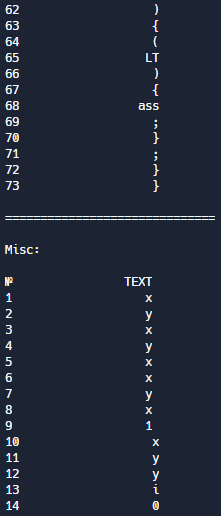 62 )
63 {
64 (
65 LT
66 )
67 {
68 ass
69 ;
70 }
71 ;
72 }
73 }
==============================
Misc:
№ TEXT
1 x
2 y
3 x
4 y
5 x
6 x
7 y
8 x
9 1
10 x
11 y
12 y
13 i
14 0